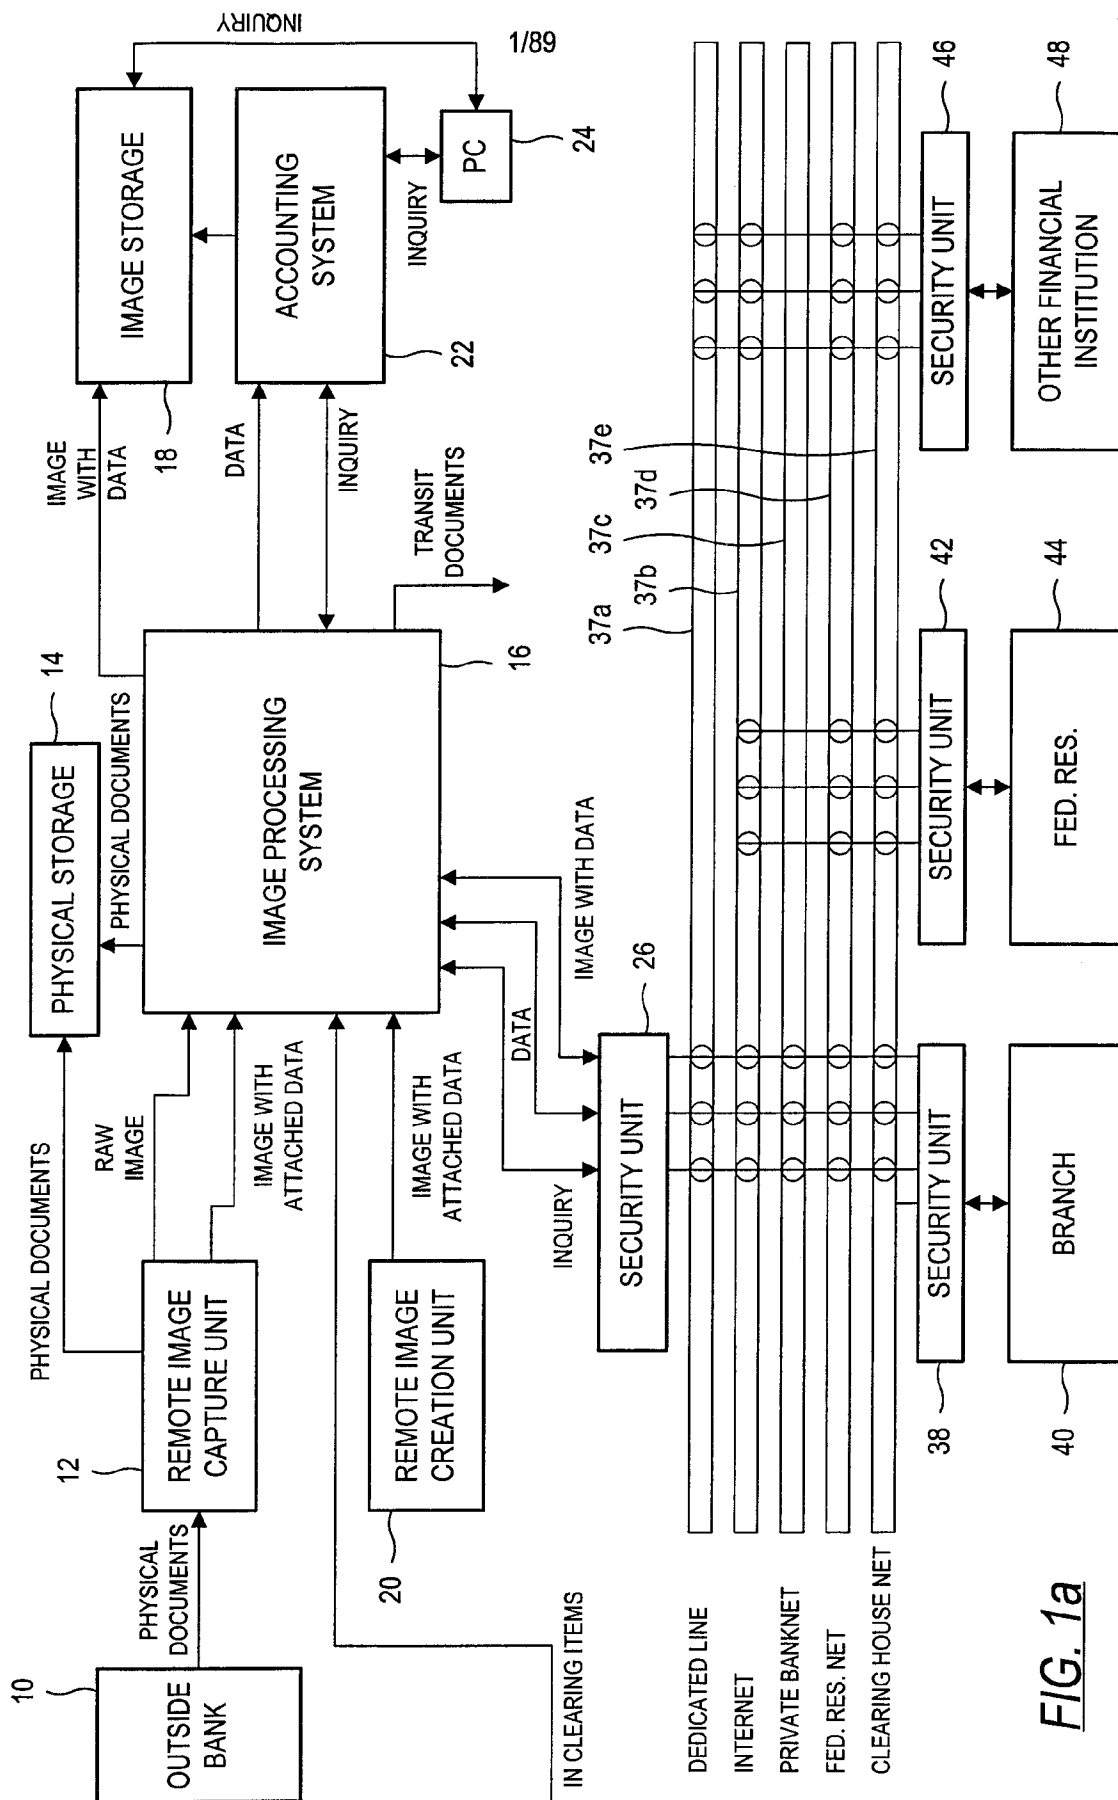 1/89
10
OUTSIDE
BANK
PHYSICAL
DOCUMENTS
12
REMOTE IMAGE
CAPTURE UNIT
PHYSICAL DOCUMENTS
RAW
IMAGE
IMAGE WITH
ATTACHED DATA
PHYSICAL STORAGE
14
PHYSICAL DOCUMENTS
IMAGE PROCESSING
SYSTEM
16
IMAGE
WITH
DATA
IMAGE STORAGE
18
INQUIRY
DATA
INQUIRY
ACCOUNTING
SYSTEM
22
INQUIRY
PC
24
TRANSIT
DOCUMENTS
REMOTE IMAGE
CREATION UNIT
20
IMAGE WITH
ATTACHED DATA
IN CLEARING ITEMS
INQUIRY
DATA
IMAGE WITH DATA
SECURITY UNIT
26
DEDICATED LINE
INTERNET
PRIVATE BANKNET
FED. RES. NET
CLEARING HOUSE NET
37a
37b
37c
37d
37e
SECURITY UNIT
38
BRANCH
40
SECURITY UNIT
42
FED. RES.
44
SECURITY UNIT
46
OTHER FINANCIAL
INSTITUTION
48
FIG. 1a